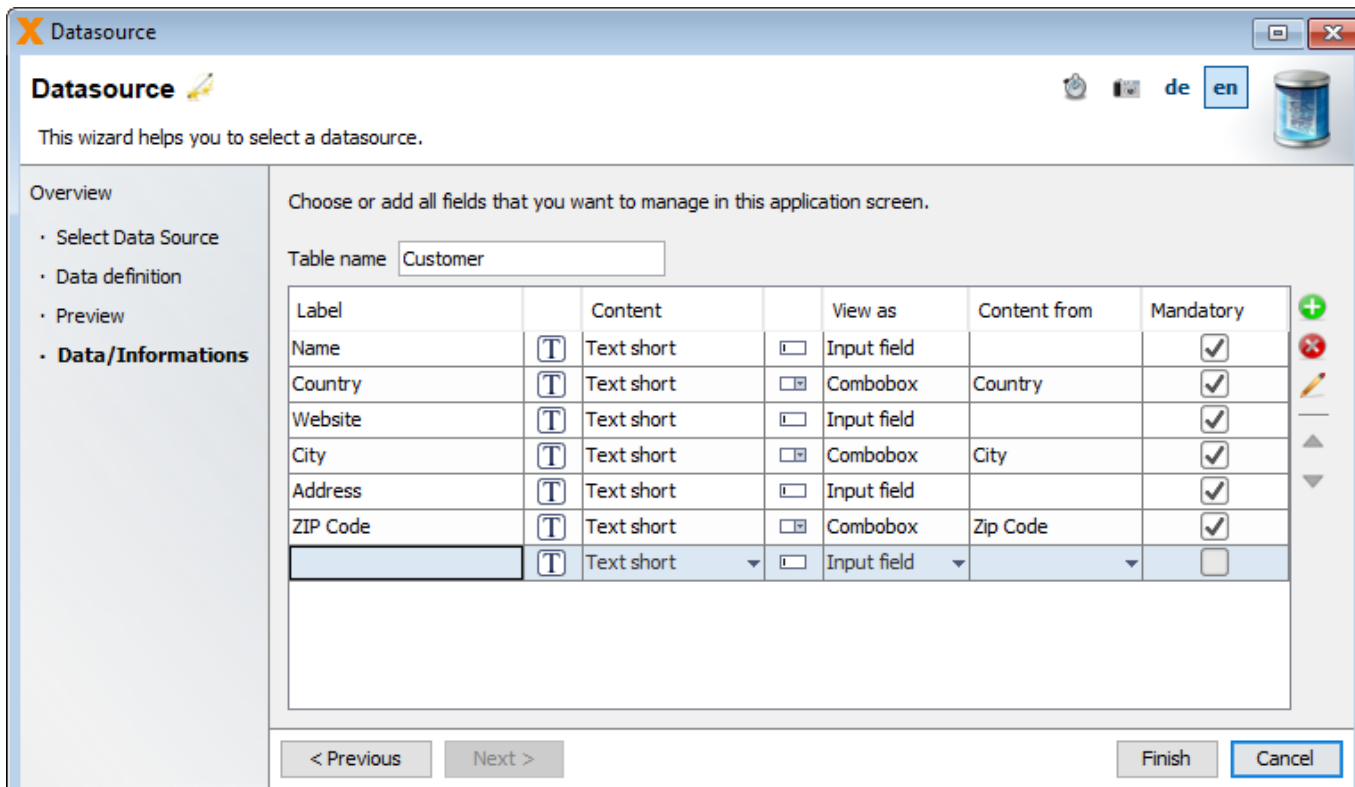 Datasource
Datasource
de en
This wizard helps you to select a datasource.
Overview
· Select Data Source
· Data definition
· Preview
· Data/Informations
Choose or add all fields that you want to manage in this application screen.
Table name Customer
Label Content View as Content from Mandatory
Name T Text short Input field
Country T Text short Combobox Country
Website T Text short Input field
City T Text short Combobox City
Address T Text short Input field
ZIP Code T Text short Combobox Zip Code
T Text short Input field
< Previous Next > Finish Cancel